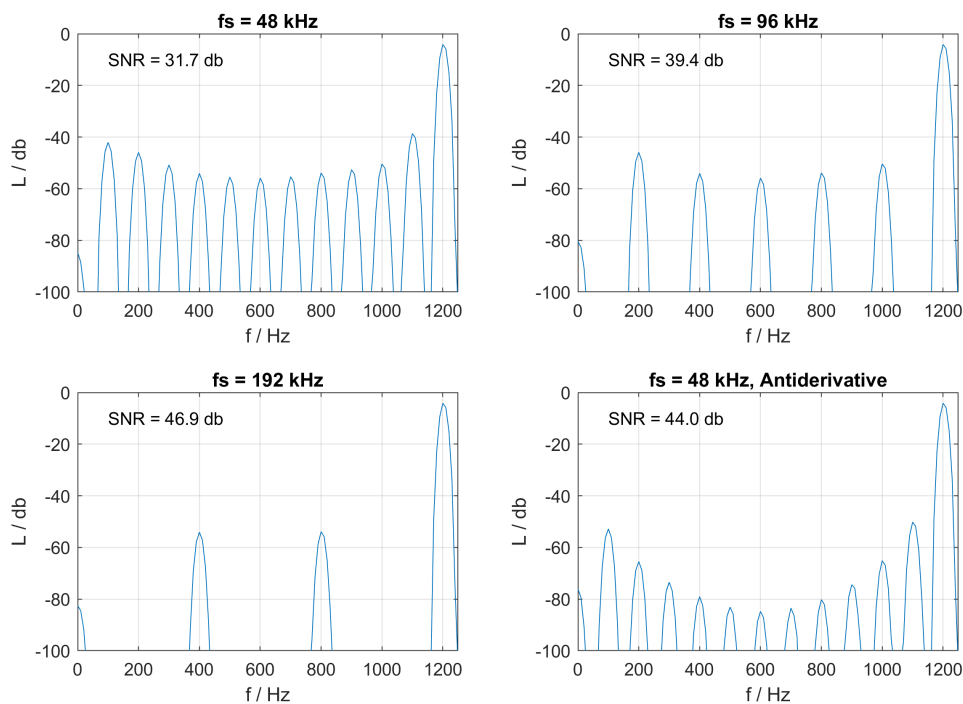 fs = 48 kHz
SNR = 31.7 db
L / db
0
-20
-40
-60
-80
-100
0 200 400 600 800 1000 1200
f / Hz
fs = 96 kHz
SNR = 39.4 db
L / db
0
-20
-40
-60
-80
-100
0 200 400 600 800 1000 1200
f / Hz
fs = 192 kHz
SNR = 46.9 db
L / db
0
-20
-40
-60
-80
-100
0 200 400 600 800 1000 1200
f / Hz
fs = 48 kHz, Antiderivative
SNR = 44.0 db
L / db
0
-20
-40
-60
-80
-100
0 200 400 600 800 1000 1200
f / Hz